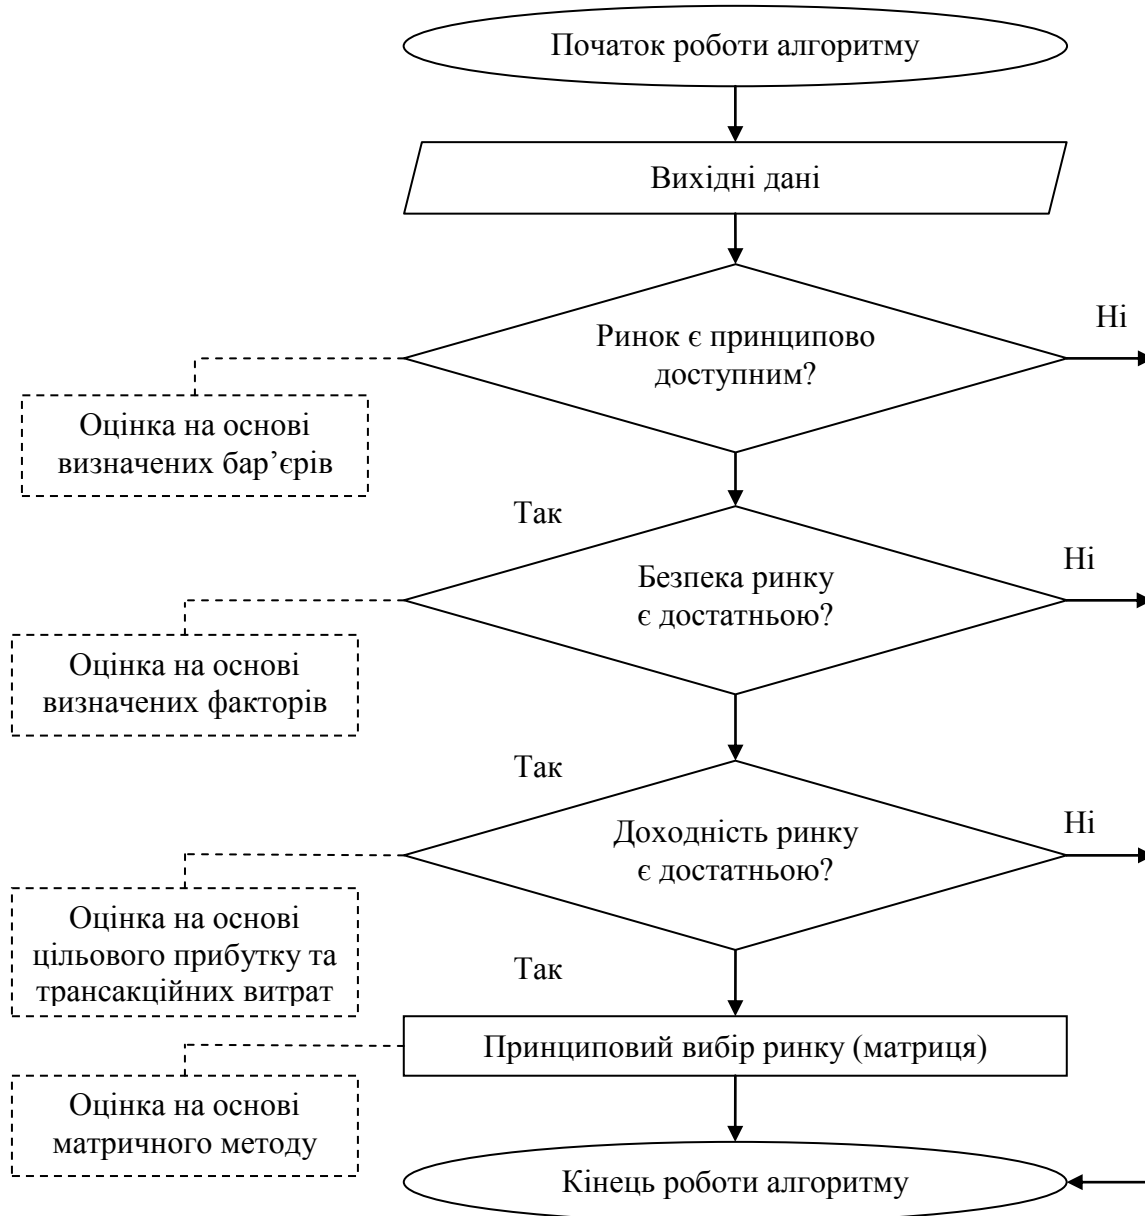 Початок роботи алгоритму
Вихідні дані
Ні
Ринок є принципово
доступним?
Оцінка на основі
визначених бар’єрів
Так
Ні
Безпека ринку
є достатньою?
Оцінка на основі
визначених факторів
Так
Ні
Доходність ринку
є достатньою?
Оцінка на основі
цільового прибутку та
трансакційних витрат
Так
Принциповий вибір ринку (матриця)
Оцінка на основі
матричного методу
Кінець роботи алгоритму